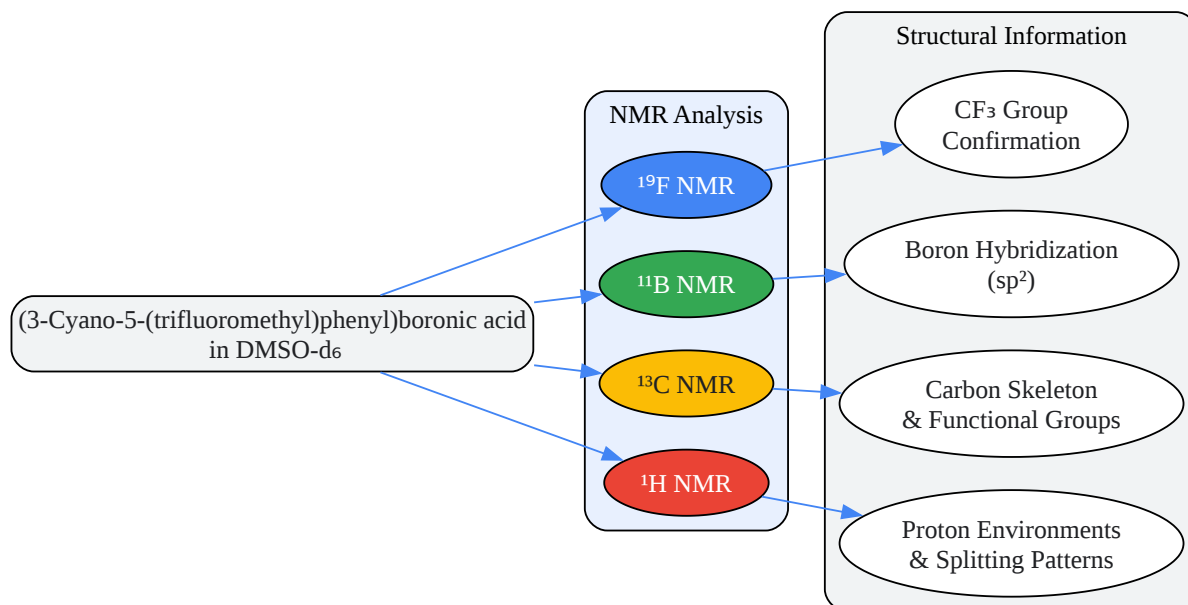 (3-Cyano-5-(trifluoromethyl)phenyl)boronic acid
in DMSO-d₆
NMR Analysis
¹⁹F NMR
¹¹B NMR
¹³C NMR
¹H NMR
Structural Information
CF₃ Group
Confirmation
Boron Hybridization
(sp²)
Carbon Skeleton
& Functional Groups
Proton Environments
& Splitting Patterns